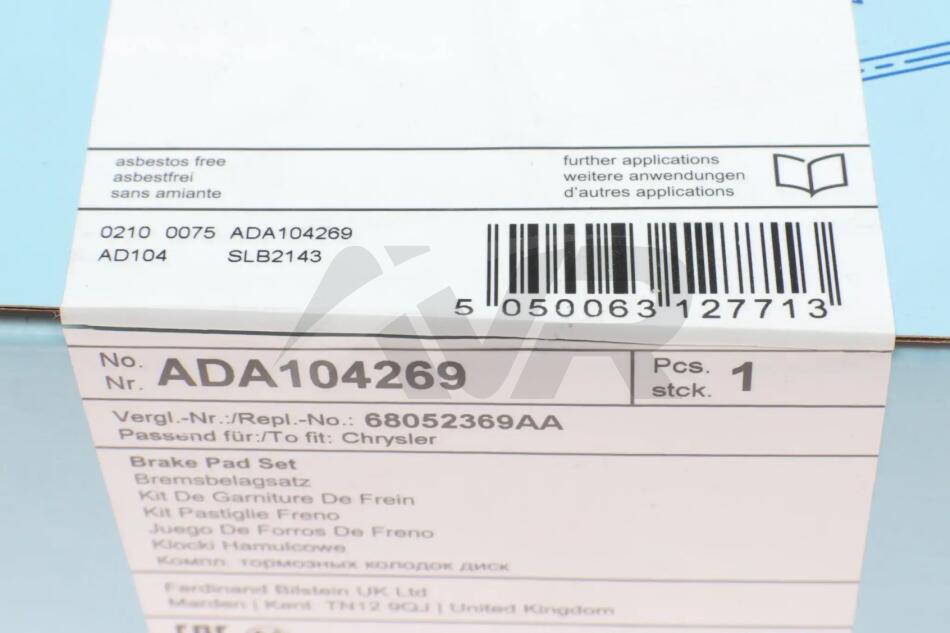 asbestos free
asbestfrei
sans amiante
further applications
weitere anwendungen
d'autres applications
0210 0075 ADA104269
AD104 SLB2143
5 050063 127713
No.
Nr. ADA104269
Pcs.
stck. 1
Vergl.-Nr.:/Repl.-No.: 68052369AA
Passend für:/To fit: Chrysler
Brake Pad Set
Bremsbelagsatz
Kit De Garniture De Frein
Kit Pastiglie Freno
Juego De Forros De Freno
Klocki Hamulcowe
Компл. тормозных колодок диск
Ferdinand Bilstein UK Ltd
Marden | Kent TN12 9QJ | United Kingdom